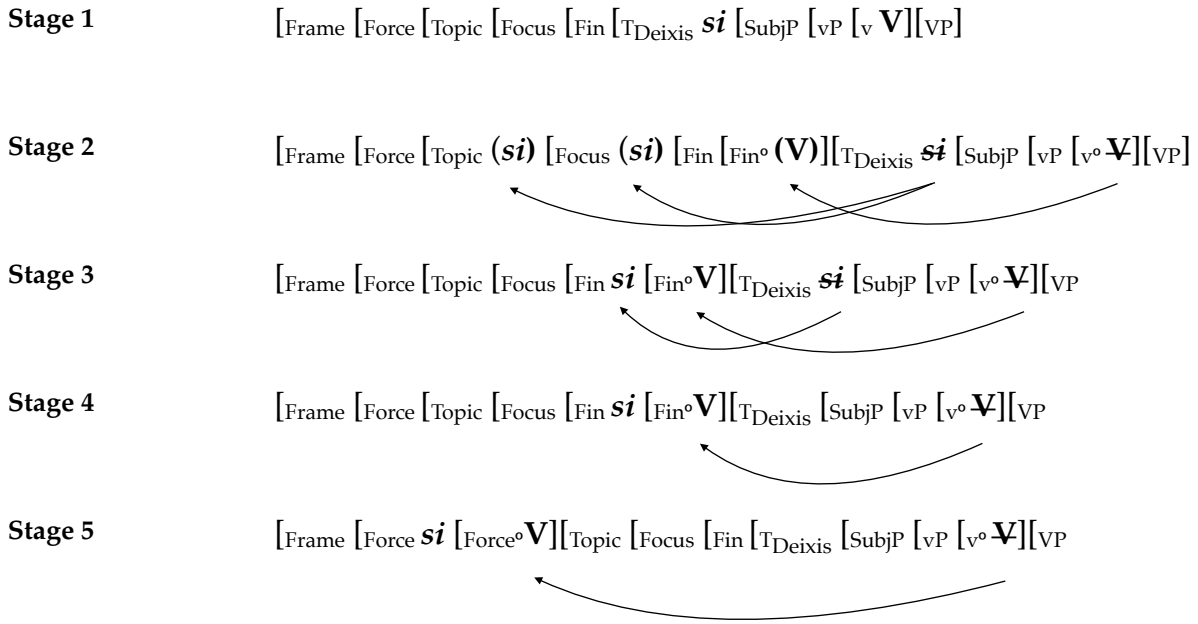 Stage 1 [Frame [Force [Topic [Focus [Fin [TDeixis si [SubjP [vP [v V][VP]
Stage 2 [Frame [Force [Topic (si) [Focus (si) [Fin [Fin° (V)][TDeixis si [SubjP [vP [v° V][VP]
Stage 3 [Frame [Force [Topic [Focus [Fin si [Fin°V][TDeixis si [SubjP [vP [v° V][VP
Stage 4 [Frame [Force [Topic [Focus [Fin si [Fin°V][TDeixis [SubjP [vP [v° V][VP
Stage 5 [Frame [Force si [Force°V][Topic [Focus [Fin [TDeixis [SubjP [vP [v° V][VP